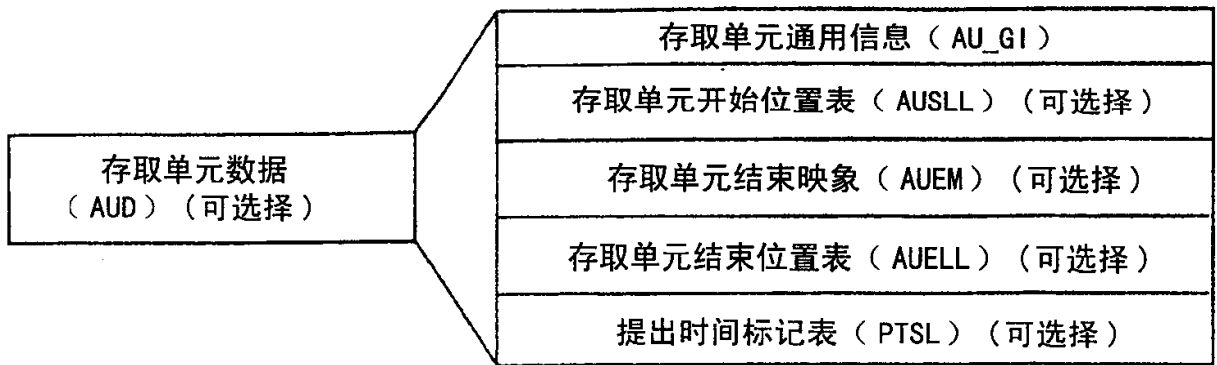 存取单元数据
（AUD）（可选择）
存取单元通用信息（AU_GI）
存取单元开始位置表（AUSLL）（可选择）
存取单元结束映象（AUEM）（可选择）
存取单元结束位置表（AUELL）（可选择）
提出时间标记表（PTSL）（可选择）